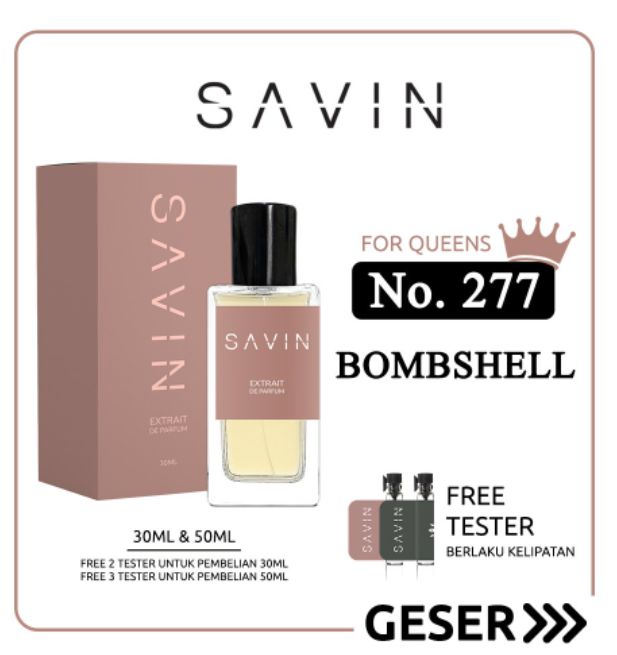 SAVIN
SAVIN
EXTRAIT
DE PARFUM
50ML
SAVIN
EXTRAIT
DE PARFUM
FOR QUEENS
No. 277
BOMBSHELL
30ML & 50ML
FREE 2 TESTER UNTUK PEMBELIAN 30ML
FREE 3 TESTER UNTUK PEMBELIAN 50ML
SAVIN
SAVIN
FREE
TESTER
BERLAKU KELIPATAN
GESER